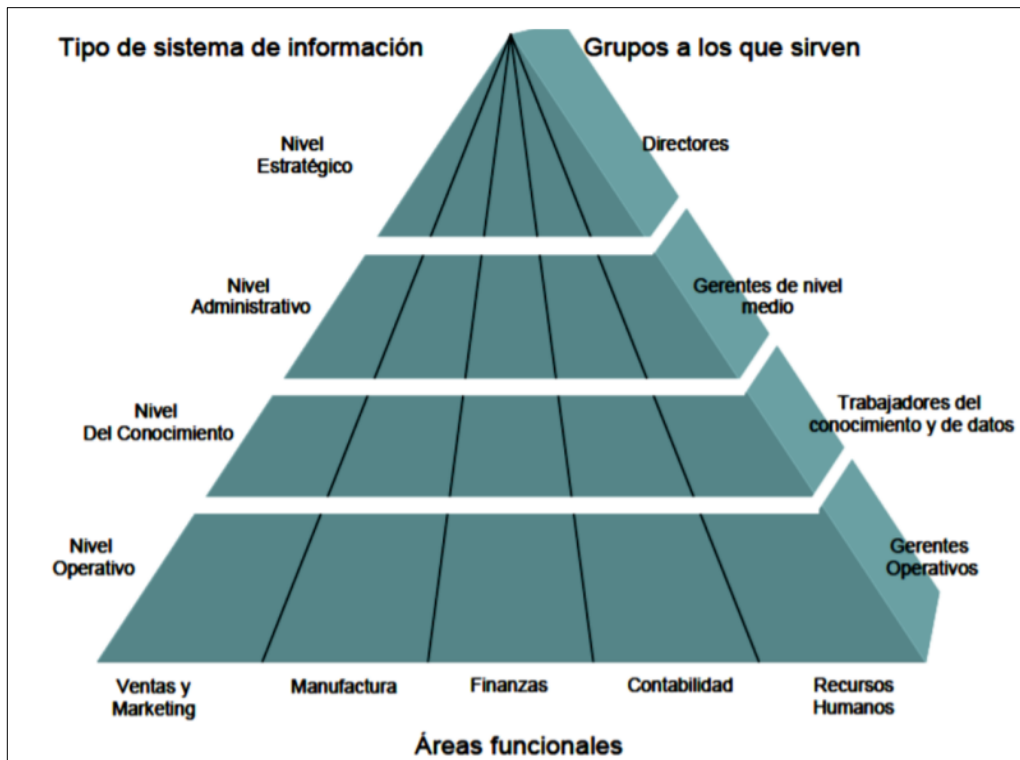 Tipo de sistema de información
Grupos a los que sirven
Nivel
Estratégico
Directores
Nivel
Administrativo
Gerentes de nivel
medio
Nivel
Del Conocimiento
Trabajadores del
conocimiento y de datos
Nivel
Operativo
Gerentes
Operativos
Ventas y
Marketing
Manufactura
Finanzas
Contabilidad
Recursos
Humanos
Áreas funcionales